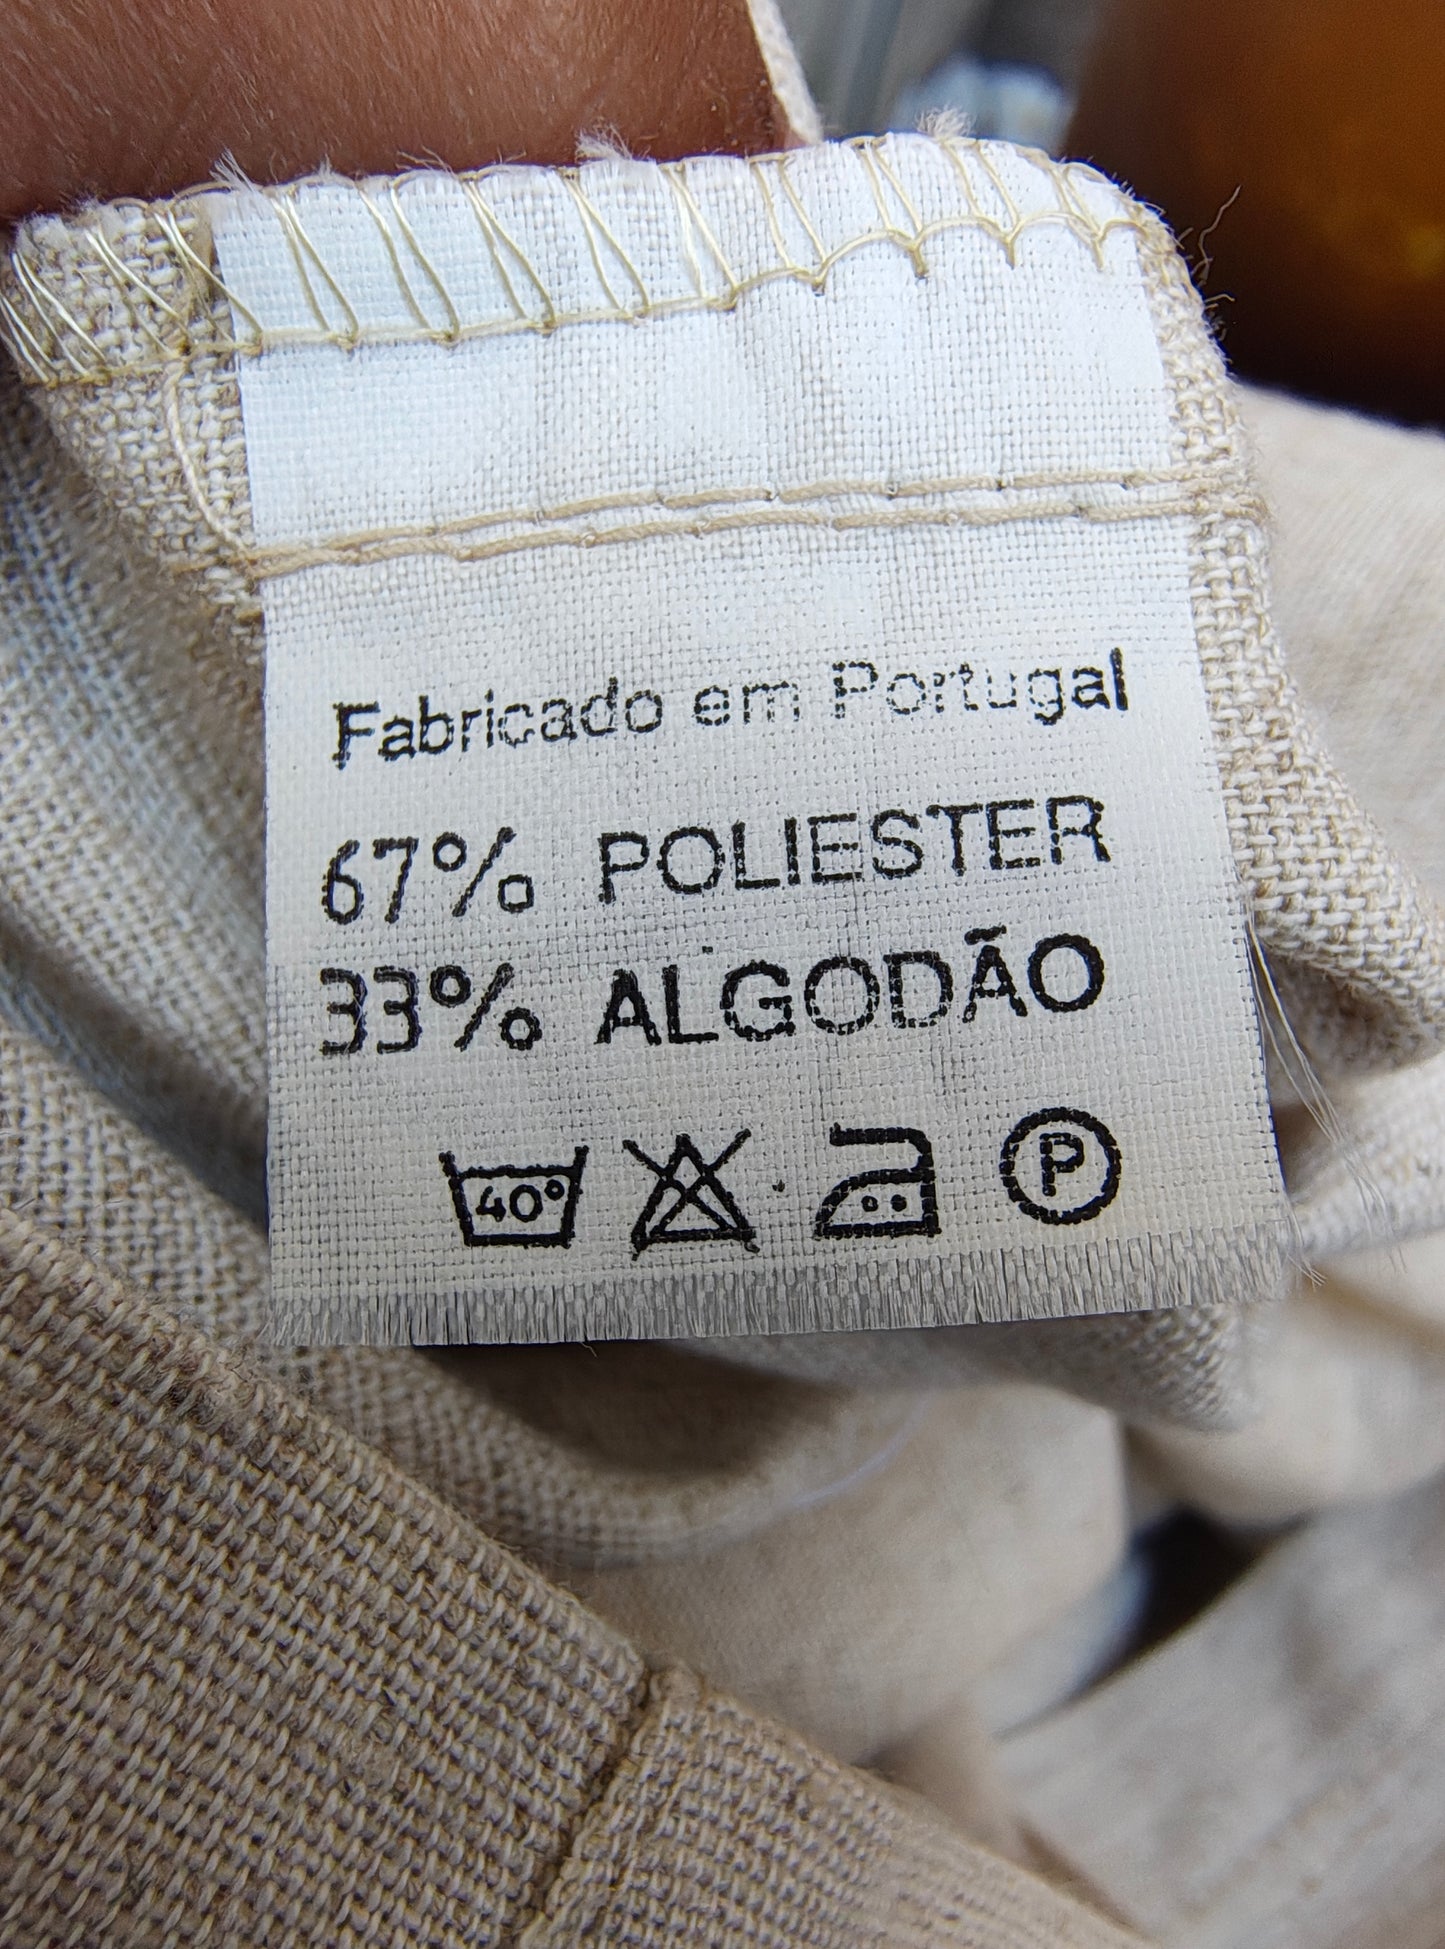 Fabricado em Portugal
67% POLIESTER
33% ALGODÃO
40° P